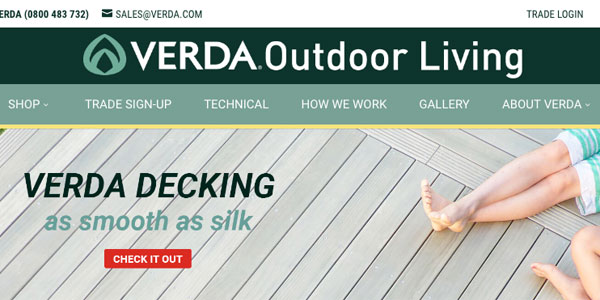 ERDA (0800 483 732) SALES@VERDA.COM TRADE LOGIN
VERDA. Outdoor Living
SHOP TRADE SIGN-UP TECHNICAL HOW WE WORK GALLERY ABOUT VERDA
VERDA DECKING
as smooth as silk
CHECK IT OUT